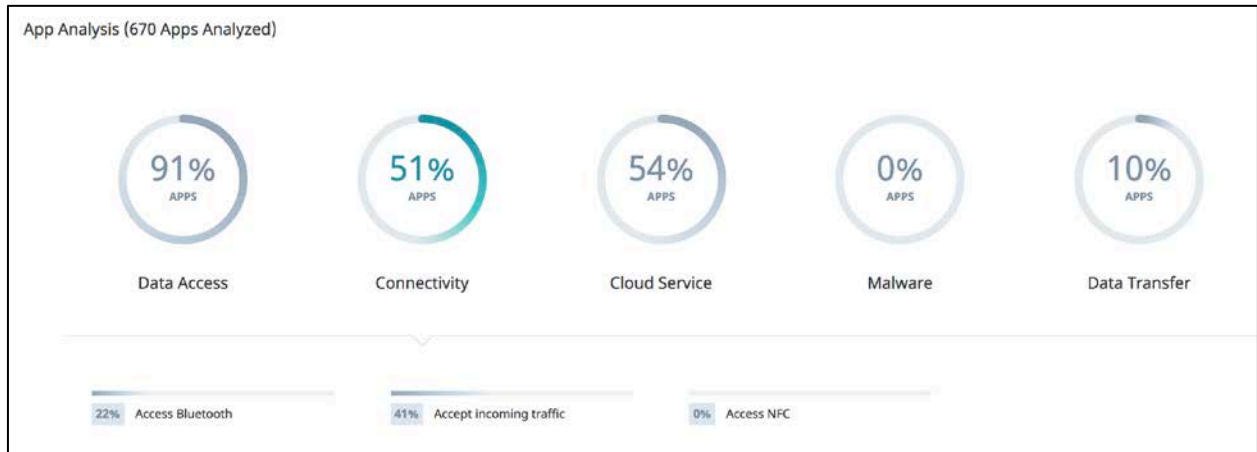 App Analysis (670 Apps Analyzed)
91%
APPS
Data Access
51%
APPS
Connectivity
54%
APPS
Cloud Service
0%
APPS
Malware
10%
APPS
Data Transfer
22% Access Bluetooth
41% Accept incoming traffic
0% Access NFC